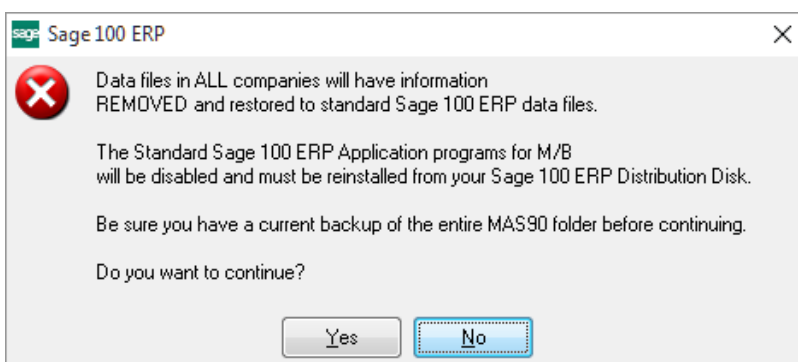 sage Sage 100 ERP
Data files in ALL companies will have information
REMOVED and restored to standard Sage 100 ERP data files.
The Standard Sage 100 ERP Application programs for M/B
will be disabled and must be reinstalled from your Sage 100 ERP Distribution Disk.
Be sure you have a current backup of the entire MAS90 folder before continuing.
Do you want to continue?
Yes No